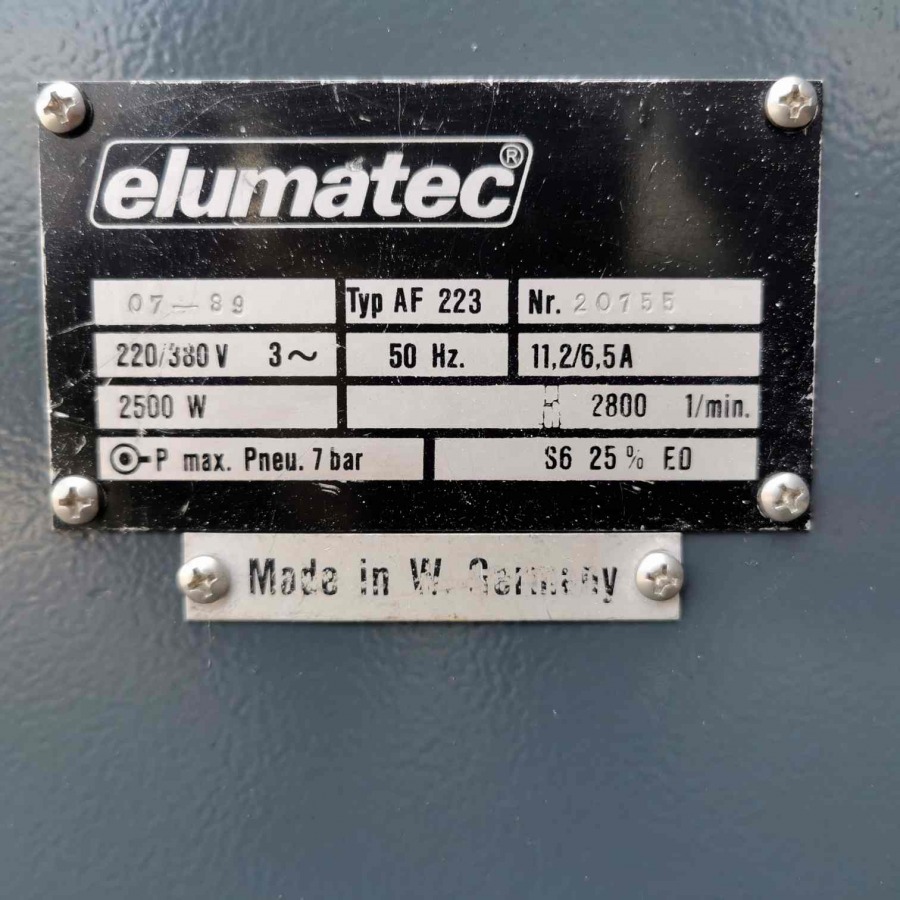 elumatec®
07-89 Typ AF 223 Nr. 20755
220/380 V 3~ 50 Hz. 11,2/6,5 A
2500 W 2800 1/min.
P max. Pneu. 7 bar S6 25% ED
Made in W. Germany